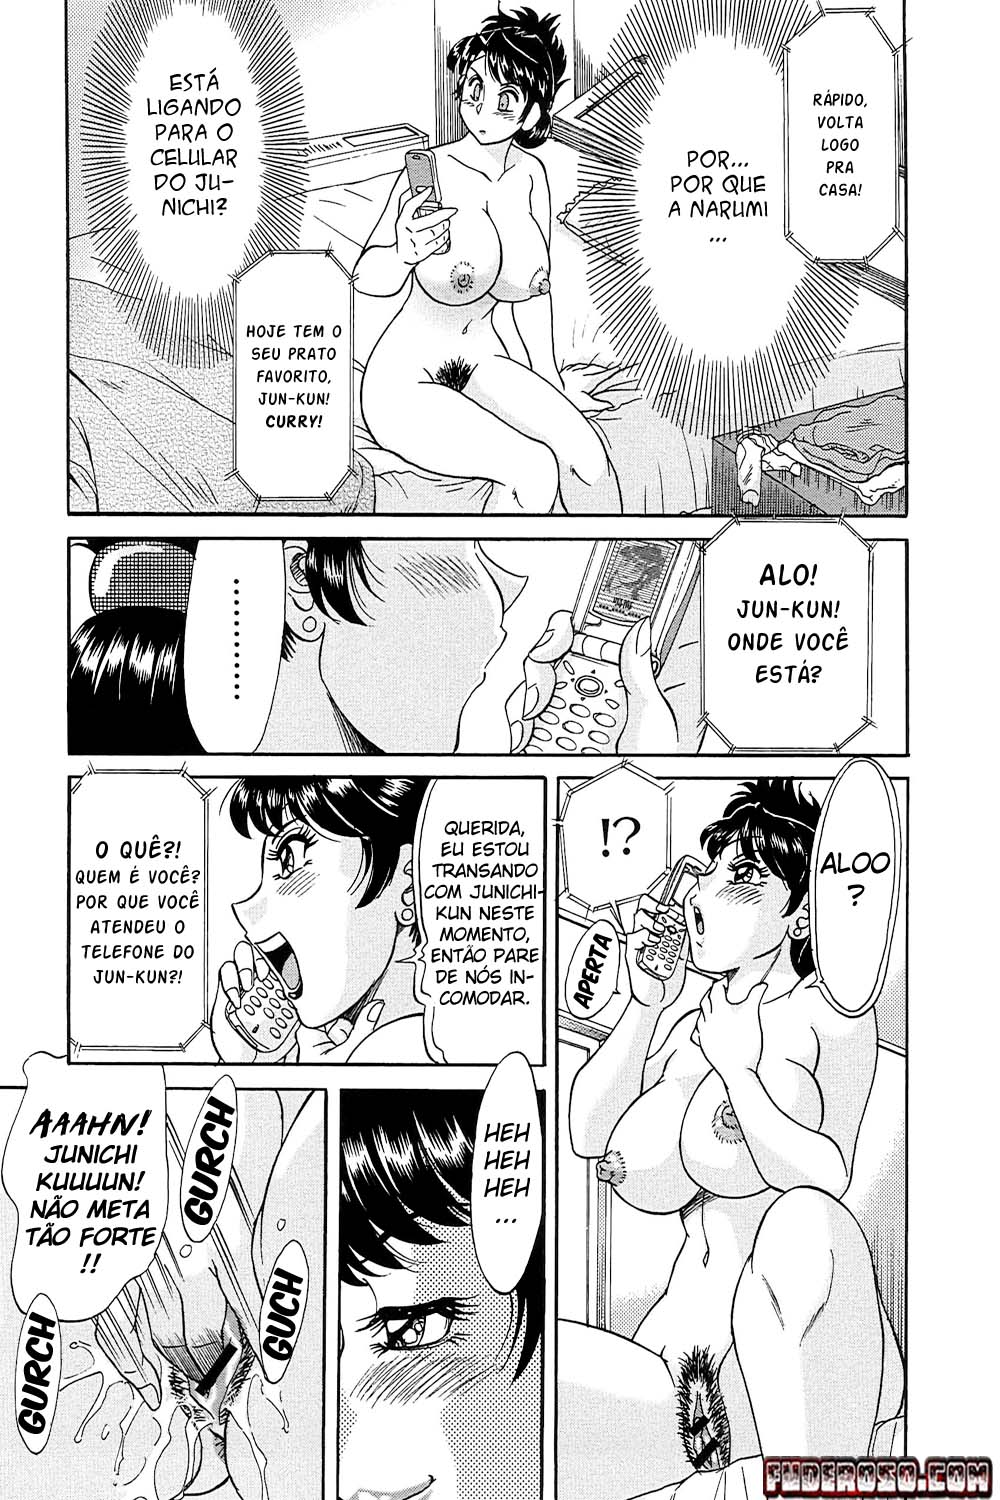 RÁPIDO,
VOLTA
LOGO
PRA
CASA!
POR...
POR QUE
A NARUMI
...
ESTÁ
LIGANDO
PARA O
CELULAR
DO JU-
NICHI?
HOJE TEM O
SEU PRATO
FAVORITO,
JUN-KUN!
CURRY!
ALO!
JUN-KUN!
ONDE VOCÊ
ESTÁ?
..........
ALOO
?
!?
APERTA
QUERIDA,
EU ESTOU
TRANSANDO
COM JUNICHI-
KUN NESTE
MOMENTO,
ENTÃO PARE
DE NÓS IN-
COMODAR.
O QUÊ?!
QUEM É VOCÊ?
POR QUE VOCÊ
ATENDEU O
TELEFONE DO
JUN-KUN?!
HEH
HEH
HEH
...
GURCH
GUCH
AAAHN!
JUNICHI
KUUUUN!
NÃO META
TÃO FORTE
!!
GURCH
FUDEROSO.COM